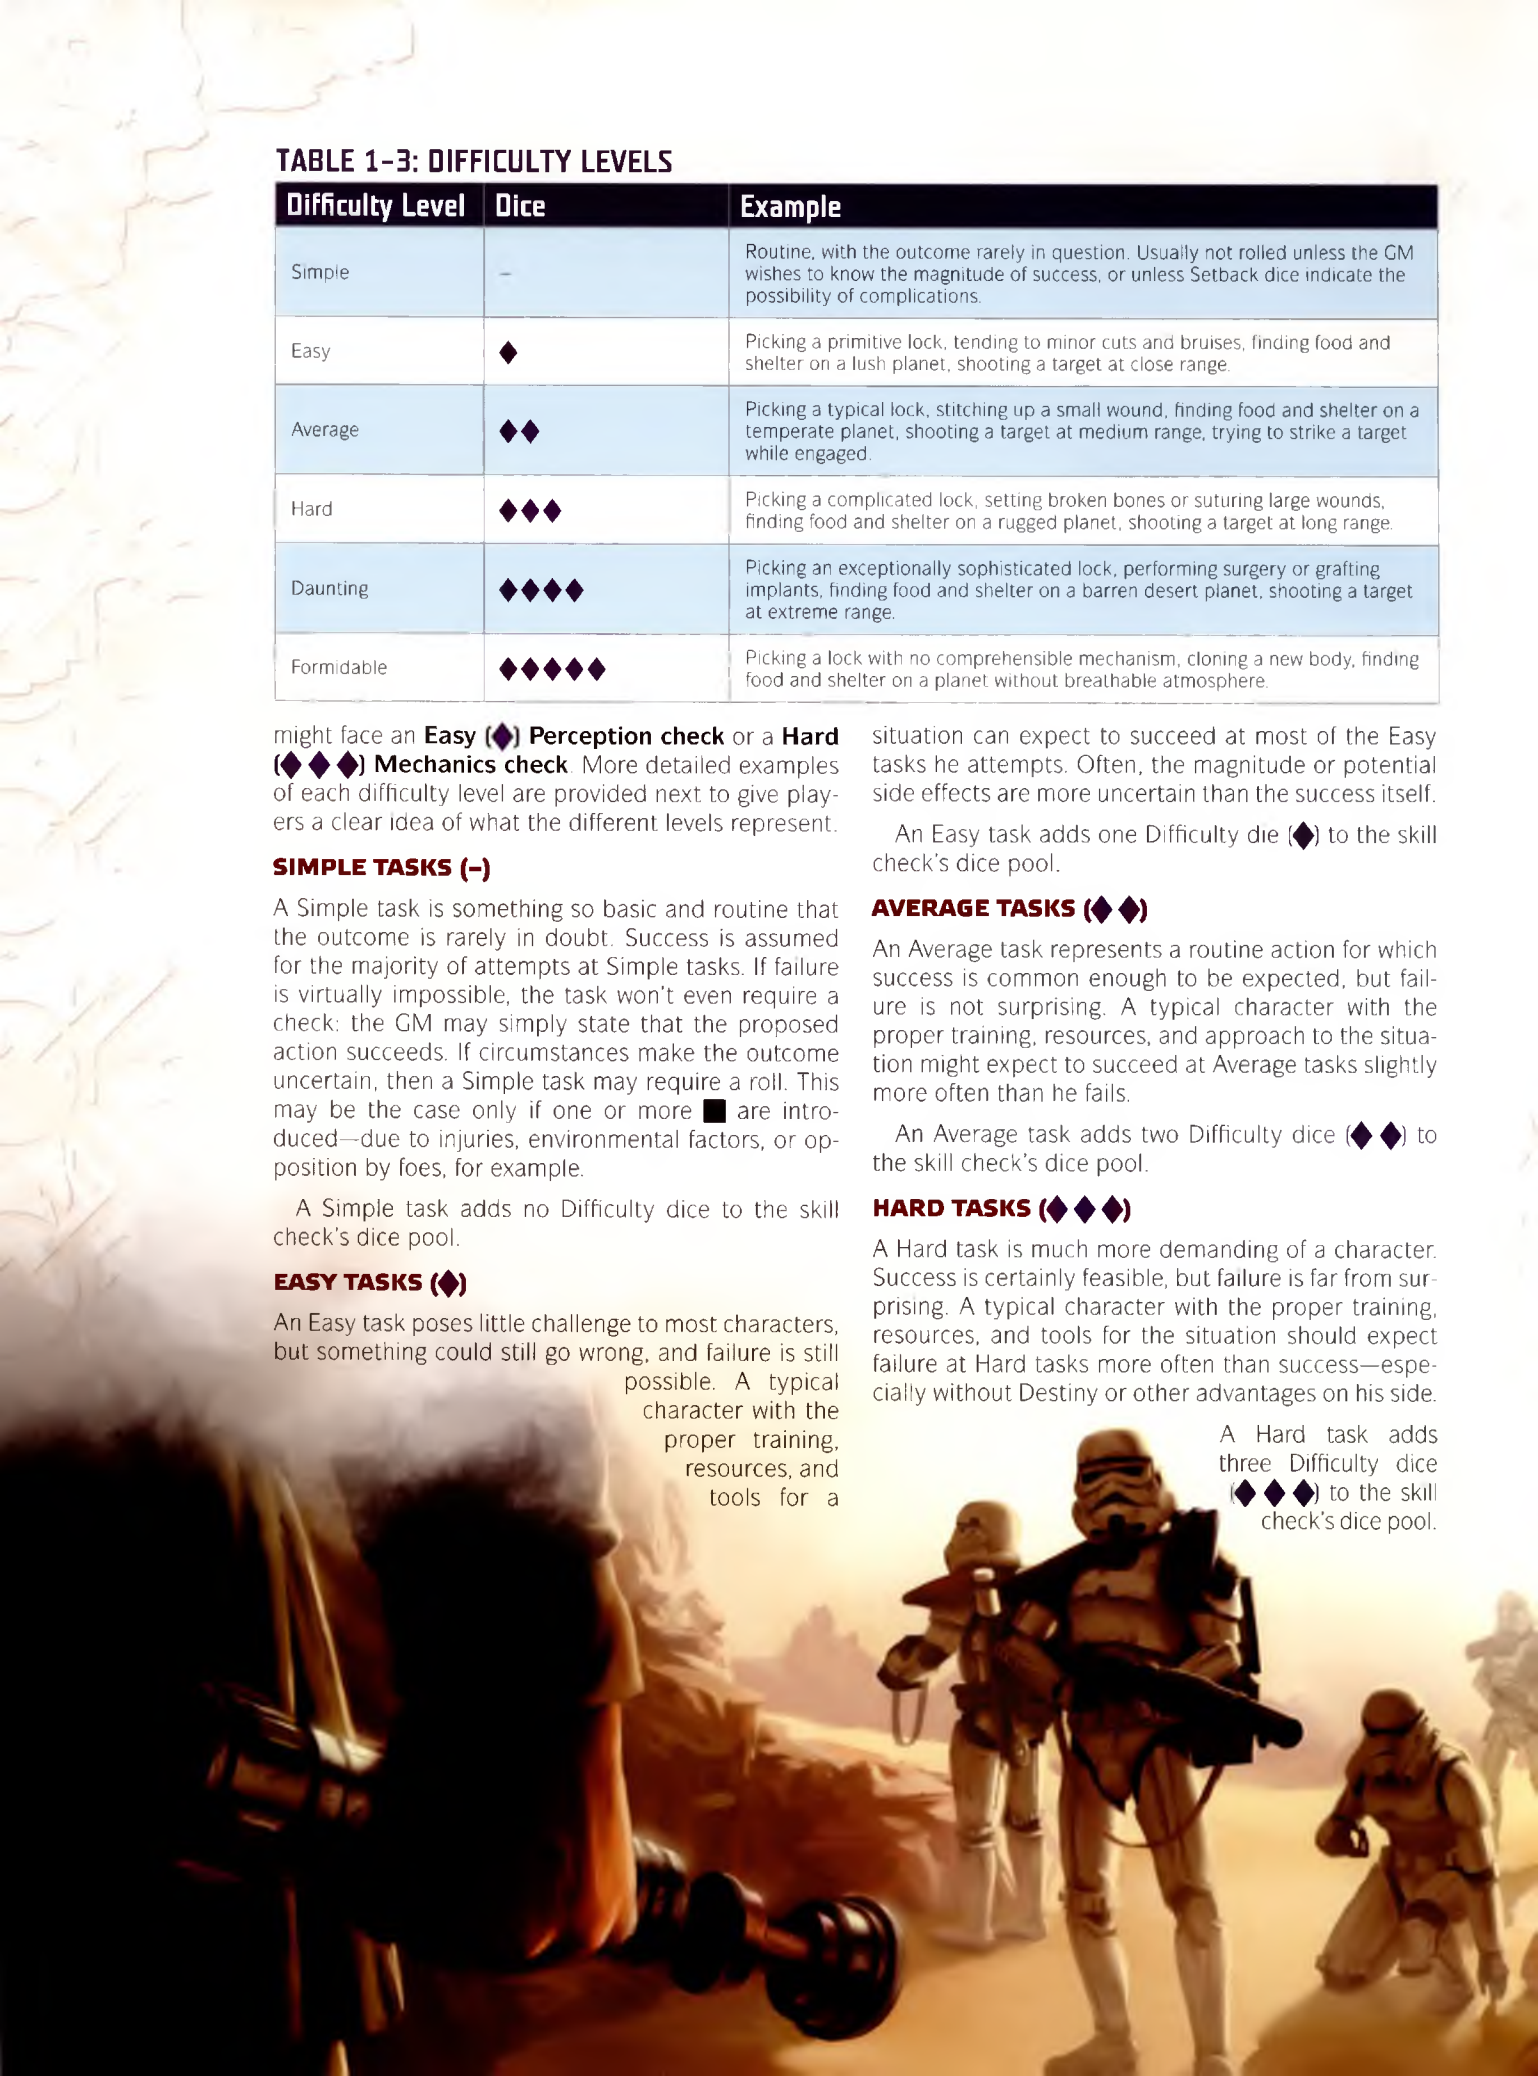 TABLE 1-3: DIFFICULTY LEVELS
Difficulty Level Dice Example
Simple – Routine, with the outcome rarely in question. Usually not rolled unless the GM
wishes to know the magnitude of success, or unless Setback dice indicate the
possibility of complications.
Easy ♦ Picking a primitive lock, tending to minor cuts and bruises, finding food and
shelter on a lush planet, shooting a target at close range.
Average ♦♦ Picking a typical lock, stitching up a small wound, finding food and shelter on a
temperate planet, shooting a target at medium range, trying to strike a target
while engaged.
Hard ♦♦♦ Picking a complicated lock, setting broken bones or suturing large wounds,
finding food and shelter on a rugged planet, shooting a target at long range.
Daunting ♦♦♦♦ Picking an exceptionally sophisticated lock, performing surgery or grafting
implants, finding food and shelter on a barren desert planet, shooting a target
at extreme range.
Formidable ♦♦♦♦♦ Picking a lock with no comprehensible mechanism, cloning a new body, finding
food and shelter on a planet without breathable atmosphere.
might face an Easy (♦) Perception check or a Hard
(♦ ♦ ♦) Mechanics check. More detailed examples
of each difficulty level are provided next to give play-
ers a clear idea of what the different levels represent.
SIMPLE TASKS (–)
A Simple task is something so basic and routine that
the outcome is rarely in doubt. Success is assumed
for the majority of attempts at Simple tasks. If failure
is virtually impossible, the task won't even require a
check: the GM may simply state that the proposed
action succeeds. If circumstances make the outcome
uncertain, then a Simple task may require a roll. This
may be the case only if one or more ■ are intro-
duced—due to injuries, environmental factors, or op-
position by foes, for example.
A Simple task adds no Difficulty dice to the skill
check's dice pool.
EASY TASKS (♦)
An Easy task poses little challenge to most characters,
but something could still go wrong, and failure is still
possible. A typical
character with the
proper training,
resources, and
tools for a
situation can expect to succeed at most of the Easy
tasks he attempts. Often, the magnitude or potential
side effects are more uncertain than the success itself.
An Easy task adds one Difficulty die (♦) to the skill
check's dice pool.
AVERAGE TASKS (♦ ♦)
An Average task represents a routine action for which
success is common enough to be expected, but fail-
ure is not surprising. A typical character with the
proper training, resources, and approach to the situa-
tion might expect to succeed at Average tasks slightly
more often than he fails.
An Average task adds two Difficulty dice (♦ ♦) to
the skill check's dice pool.
HARD TASKS (♦ ♦ ♦)
A Hard task is much more demanding of a character.
Success is certainly feasible, but failure is far from sur-
prising. A typical character with the proper training,
resources, and tools for the situation should expect
failure at Hard tasks more often than success—espe-
cially without Destiny or other advantages on his side.
A Hard task adds
three Difficulty dice
(♦ ♦ ♦) to the skill
check's dice pool.